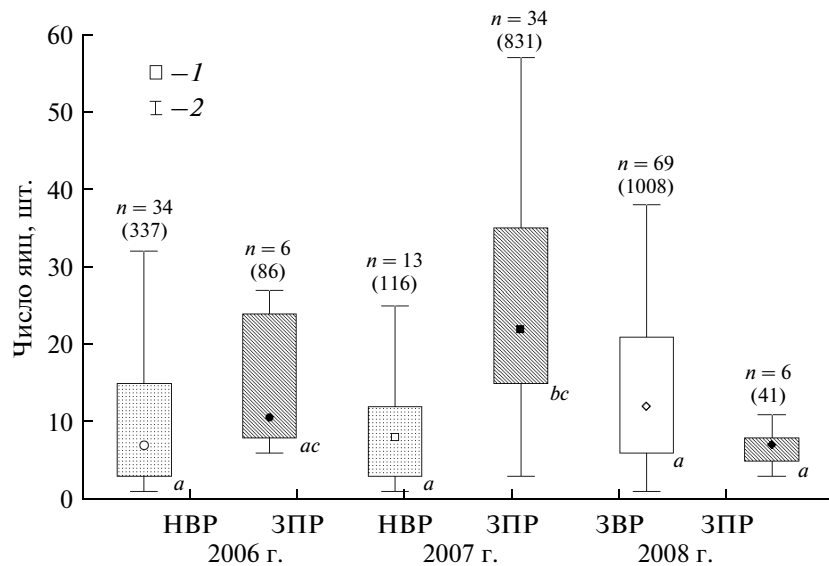 n = 34
(831)
60
–1
–2
50
n = 69
(1008)
40
n = 34
(337)
n = 6
(86)
n = 13
(116)
30
20
n = 6
(41)
10
0
Число яиц, шт.
a
ac
a
bc
a
a
НВР ЗПР НВР ЗПР ЗВР ЗПР
2006 г. 2007 г. 2008 г.